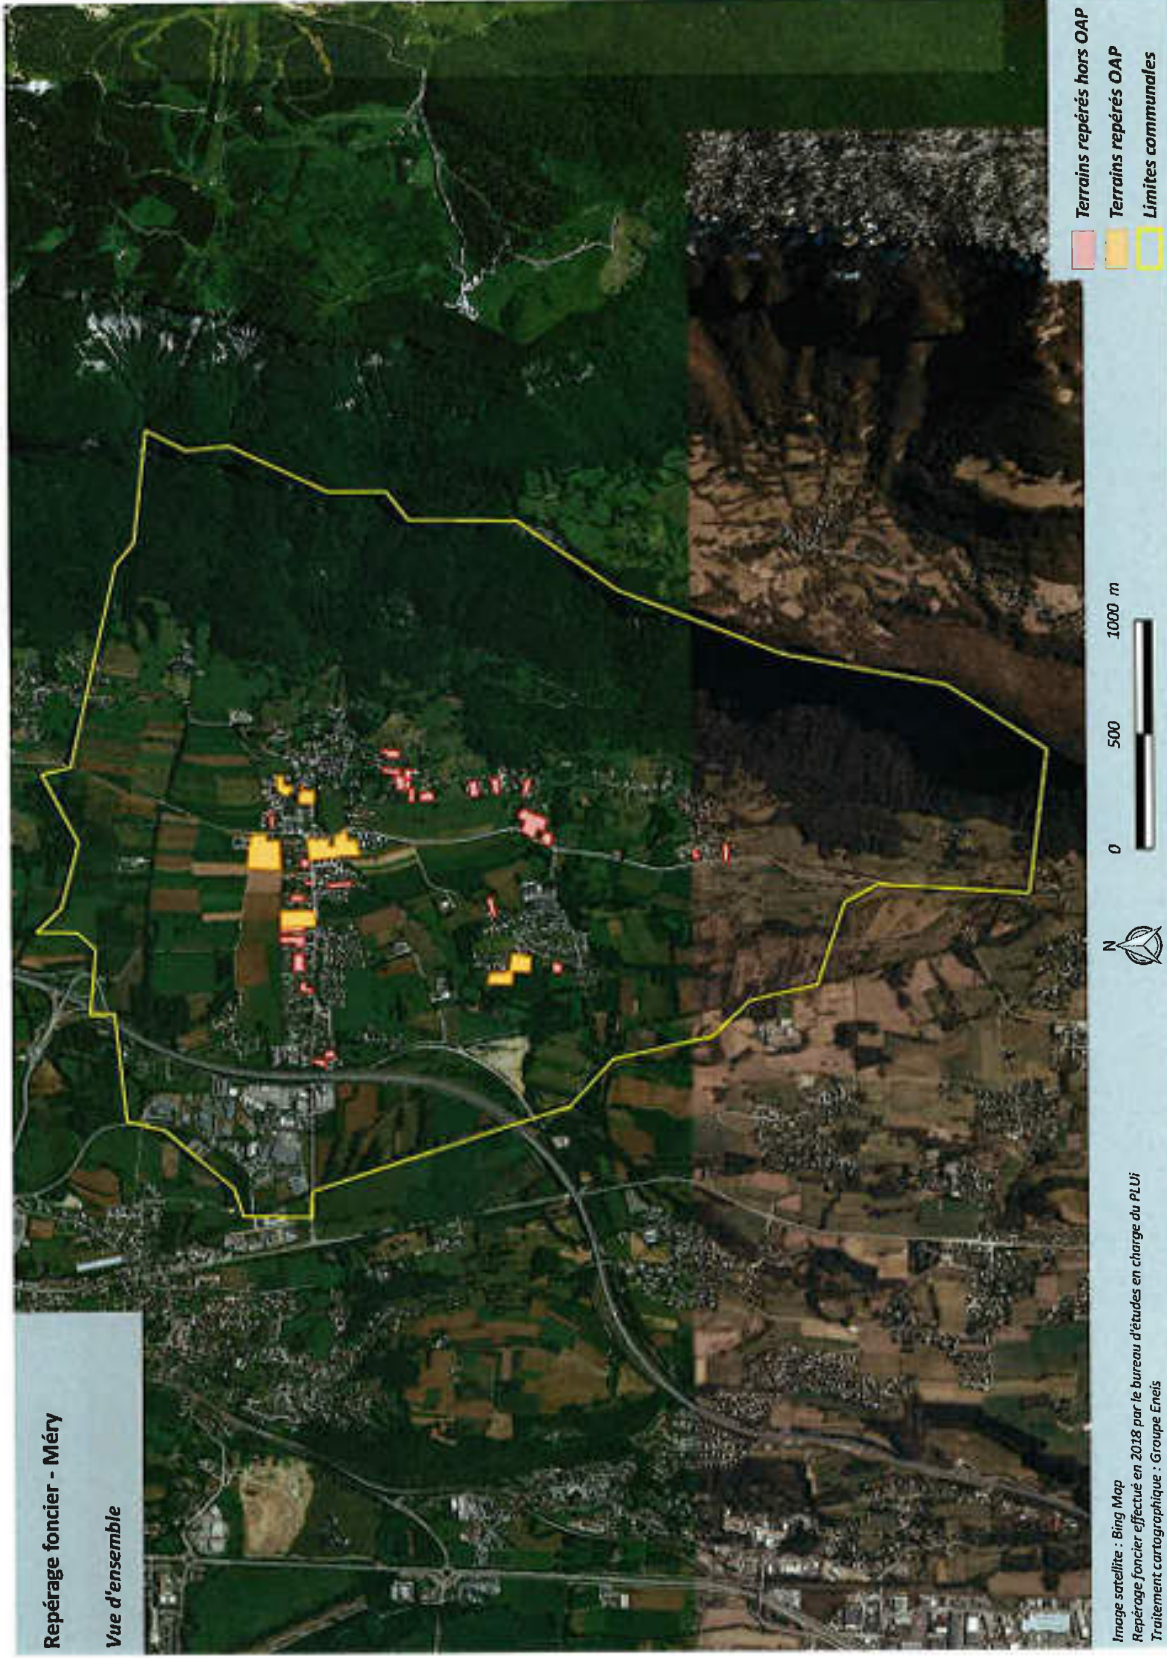 Repérage foncier - Méry
Vue d'ensemble
Terrains repérés hors OAP
Terrains repérés OAP
Limites communales
N
0 500 1000 m
Image satellite : Bing Map
Repérage foncier effectué en 2018 par le bureau d'études en charge du PLUi
Traitement cartographique : Groupe Eneis